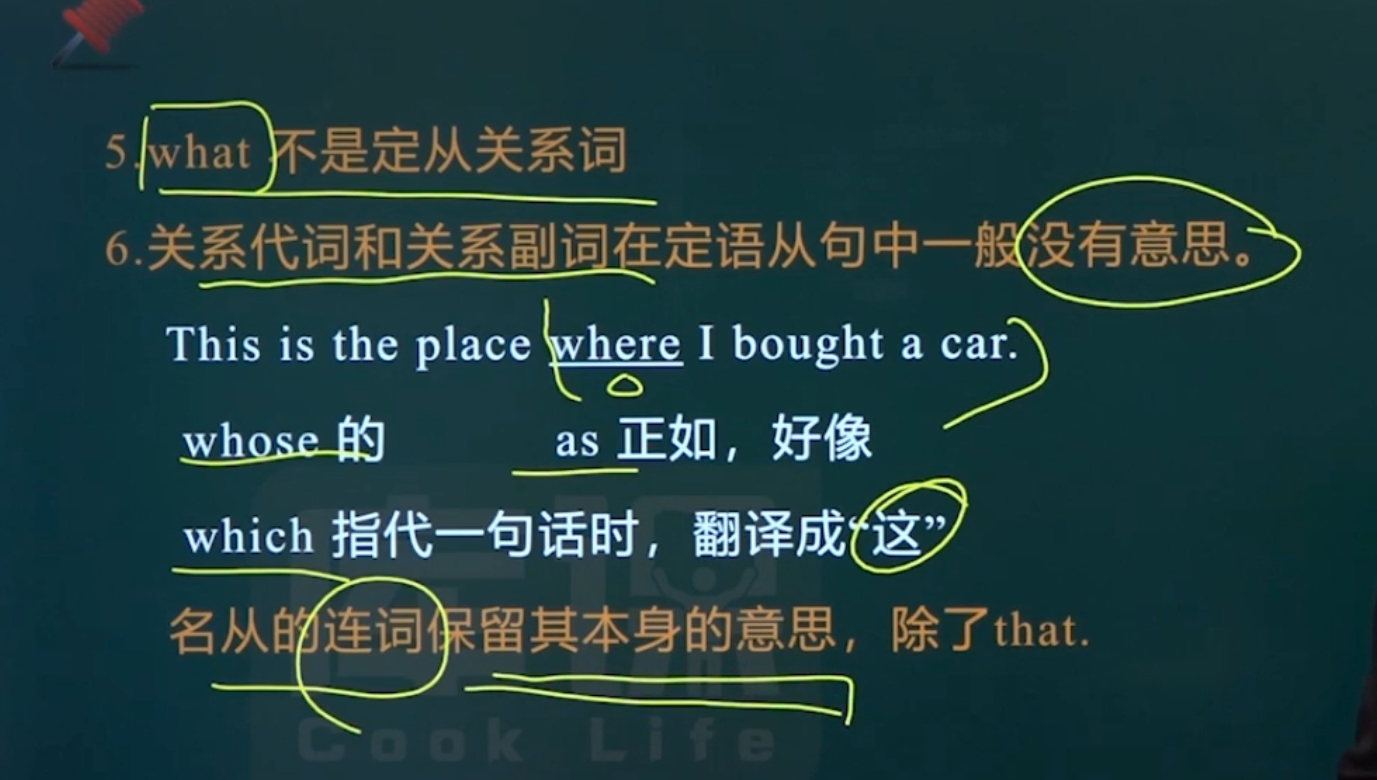 5.what 不是定从关系词
6.关系代词和关系副词在定语从句中一般没有意思。
This is the place where I bought a car.
whose 的 as 正如，好像
which 指代一句话时，翻译成“这”
名从的连词保留其本身的意思，除了that.
Cook Life